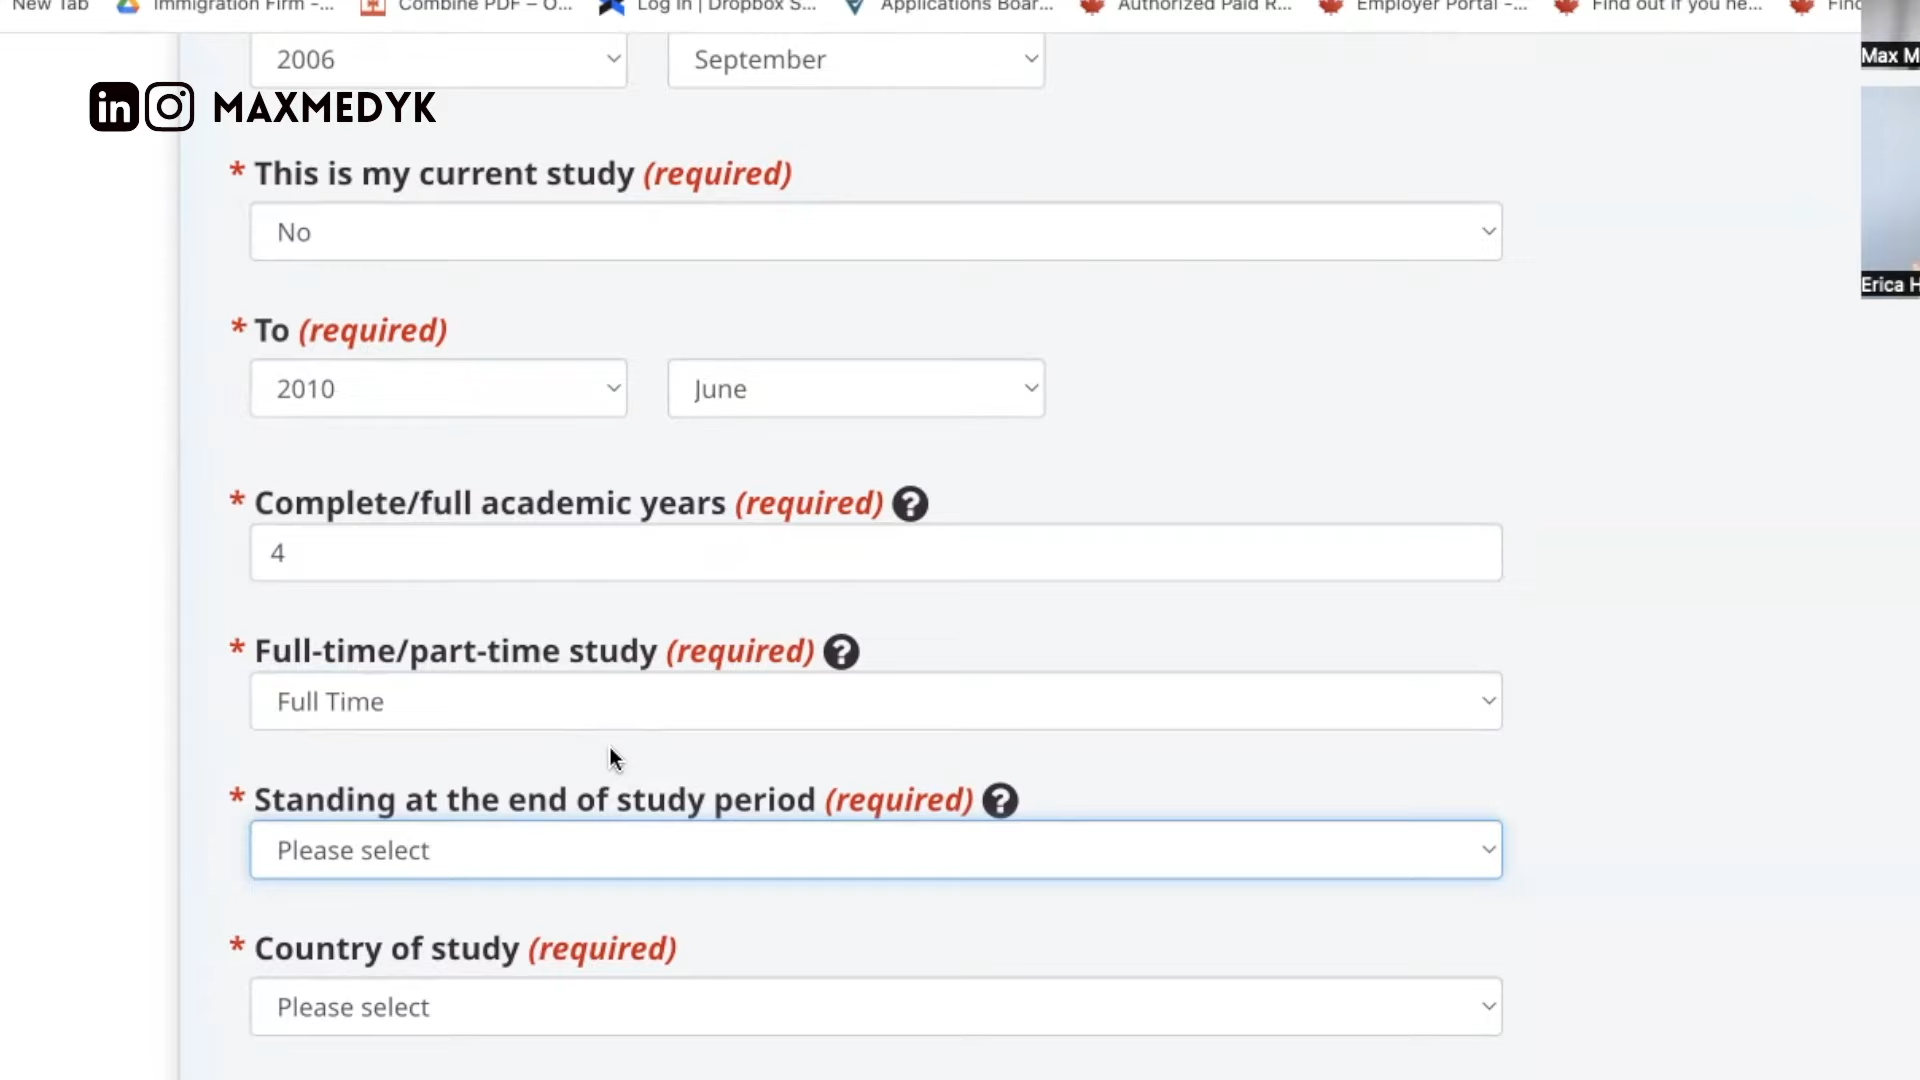 New Tab Immigration Firm -... Combine PDF – O... Log In | Dropbox S... Applications Boar... Authorized Paid R... Employer Portal -... Find out if you ne... Find
2006 September
Max M
in MAXMEDYK
* This is my current study (required)
No
Erica H
* To (required)
2010 June
* Complete/full academic years (required) ?
4
* Full-time/part-time study (required) ?
Full Time
* Standing at the end of study period (required) ?
Please select
* Country of study (required)
Please select